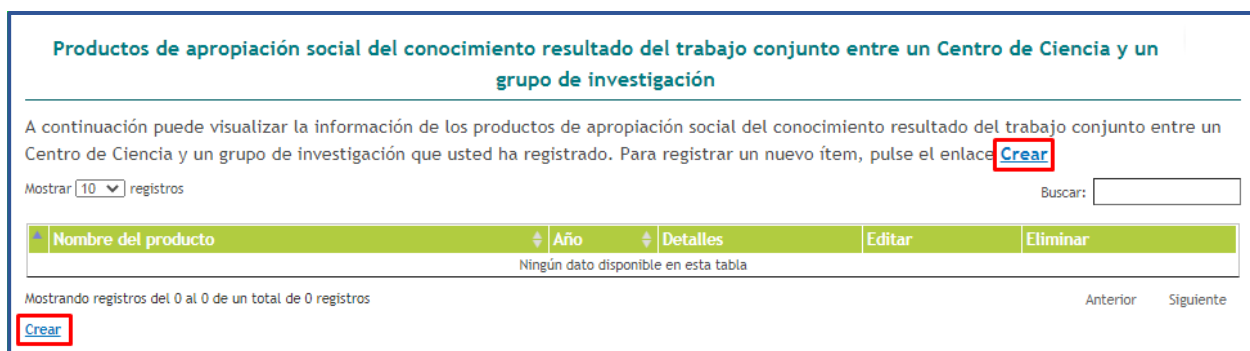 Productos de apropiación social del conocimiento resultado del trabajo conjunto entre un Centro de Ciencia y un
grupo de investigación
A continuación puede visualizar la información de los productos de apropiación social del conocimiento resultado del trabajo conjunto entre un
Centro de Ciencia y un grupo de investigación que usted ha registrado. Para registrar un nuevo ítem, pulse el enlace Crear
Mostrar 10 registros Buscar:
Nombre del producto Año Detalles Editar Eliminar
Ningún dato disponible en esta tabla
Mostrando registros del 0 al 0 de un total de 0 registros Anterior Siguiente
Crear